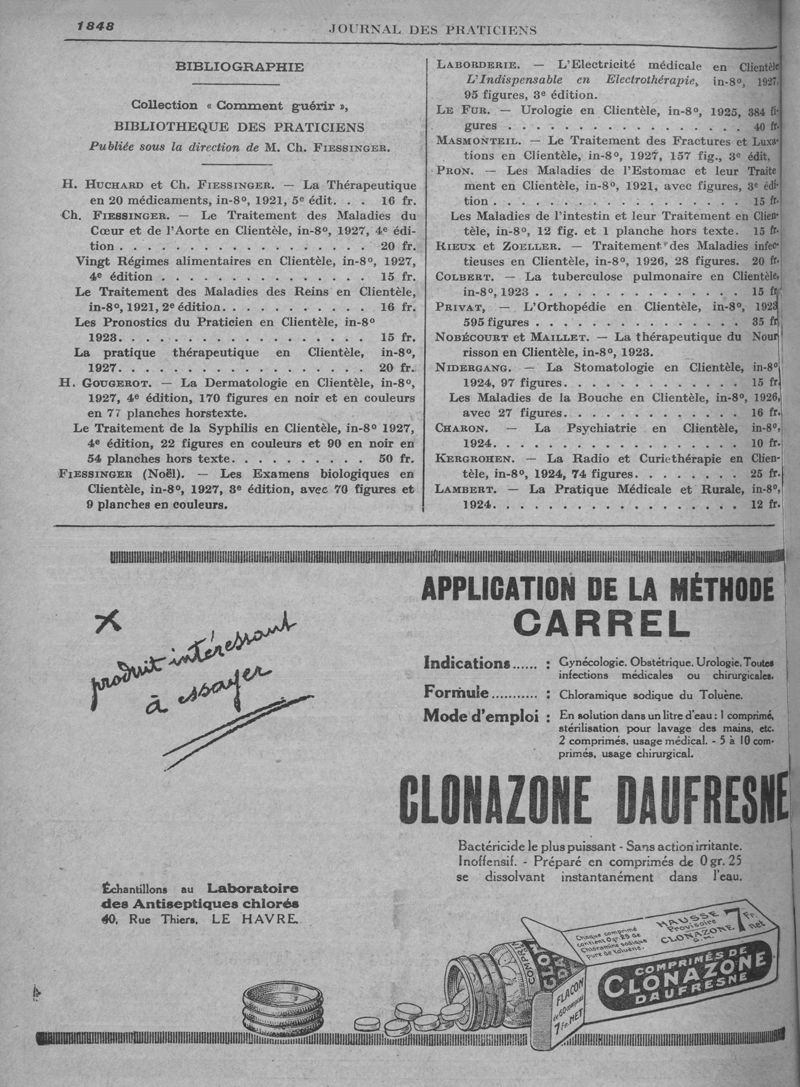 1848
JOURNAL DES PRATICIENS
BIBLIOGRAPHIE
Collection « Comment guérir »,
BIBLIOTHEQUE DES PRATICIENS
Publiée sous la direction de M. Ch. FIESSINGER.
H. HUCHARD et Ch. FIESSINGER. — La Thérapeutique
en 20 médicaments, in-8°, 1921, 5e édit. . . 16 fr.
Ch. FIESSINGER. — Le Traitement des Maladies du
Cœur et de l'Aorte en Clientèle, in-8°, 1927, 4e édi-
tion . . . . . . . . . . . . . . . . . . 20 fr.
Vingt Régimes alimentaires en Clientèle, in-8°, 1927,
4e édition . . . . . . . . . . . . . . . 15 fr.
Le Traitement des Maladies des Reins en Clientèle,
in-8°, 1921, 2e édition. . . . . . . . . . . 16 fr.
Les Pronostics du Praticien en Clientèle, in-8°
1923. . . . . . . . . . . . . . . . . . 15 fr.
La pratique thérapeutique en Clientèle, in-8°,
1927. . . . . . . . . . . . . . . . . . 20 fr.
H. GOUGEROT. — La Dermatologie en Clientèle, in-8°,
1927, 4e édition, 170 figures en noir et en couleurs
en 77 planches horstexte.
Le Traitement de la Syphilis en Clientèle, in-8° 1927,
4e édition, 22 figures en couleurs et 90 en noir en
54 planches hors texte. . . . . . . . . . 50 fr.
FIESSINGER (Noël). — Les Examens biologiques en
Clientèle, in-8°, 1927, 3e édition, avec 70 figures et
9 planches en couleurs.
LABORDERIE. — L'Electricité médicale en Clientèle
L'Indispensable en Electrothérapie, in-8°, 1927,
95 figures, 3e édition.
LE FUR. — Urologie en Clientèle, in-8°, 1925, 384 fi-
gures . . . . . . . . . . . . . . . . . 40 fr.
MASMONTEIL. — Le Traitement des Fractures et Luxa-
tions en Clientèle, in-8°, 1927, 157 fig., 3e édit.
PRON. — Les Maladies de l'Estomac et leur Traite
ment en Clientèle, in-8°, 1921, avec figures, 3e édi-
tion . . . . . . . . . . . . . . . . . . 15 fr.
Les Maladies de l'intestin et leur Traitement en Clien-
tèle, in-8°, 12 fig. et 1 planche hors texte. 15 fr.
RIEUX et ZOELLER. — Traitement des Maladies infec-
tieuses en Clientèle, in-8°, 1926, 28 figures. 20 fr.
COLBERT. — La tuberculose pulmonaire en Clientèle,
in-8°, 1923 . . . . . . . . . . . . . . . 15 fr.
PRIVAT, — L'Orthopédie en Clientèle, in-8°, 1923
595 figures . . . . . . . . . . . . . . . 35 fr.
NOBÉCOURT et MAILLET. — La thérapeutique du Nour
risson en Clientèle, in-8°, 1923.
NIDERGANG. — La Stomatologie en Clientèle, in-8°
1924, 97 figures. . . . . . . . . . . . . 15 fr.
Les Maladies de la Bouche en Clientèle, in-8°, 1926,
avec 27 figures. . . . . . . . . . . . . 16 fr.
CHARON. — La Psychiatrie en Clientèle, in-8°,
1924. . . . . . . . . . . . . . . . . . 10 fr.
KERGROHEN. — La Radio et Curiethérapie en Clien-
tèle, in-8°, 1924, 74 figures. . . . . . . . 25 fr.
LAMBERT. — La Pratique Médicale et Rurale, in-8°,
1924. . . . . . . . . . . . . . . . . . 12 fr.
X
produit intéressant
à essayer
APPLICATION DE LA MÉTHODE
CARREL
Indications...... : Gynécologie. Obstétrique. Urologie. Toutes
infections médicales ou chirurgicales.
Formule........... : Chloramique sodique du Toluène.
Mode d'emploi : En solution dans un litre d'eau : 1 comprimé,
stérilisation pour lavage des mains, etc.
2 comprimés, usage médical. - 5 à 10 com-
primés, usage chirurgical.
CLONAZONE DAUFRESNE
Bactéricide le plus puissant - Sans action irritante.
Inoffensif. - Préparé en comprimés de 0 gr. 25
se dissolvant instantanément dans l'eau.
Échantillons au Laboratoire
des Antiseptiques chlorés
40, Rue Thiers, LE HAVRE.
Chaque comprimé
contient 0 gr. 25 de
Chloramine sodique
pure de toluène.
HAUSSE
Provisoire
CLONAZONE
7 Fr.
net
COMPRIMÉS DE
CLONAZONE
DAUFRESNE
FLACON
de 60 comprimés
7 Fr. NET